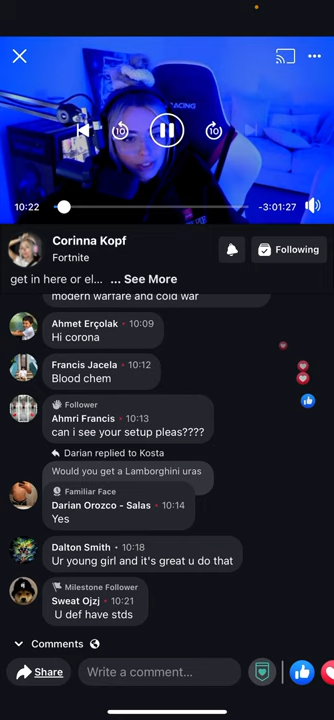 RACING
10
10
10:22
-3:01:27
Corinna Kopf
Fortnite
Following
get in here or el... ... See More
modern warfare and cold war
Ahmet Erçolak • 10:09
Hi corona
Francis Jacela • 10:12
Blood chem
Follower
Ahmri Francis • 10:13
can i see your setup pleas????
Darian replied to Kosta
Would you get a Lamborghini uras
Familiar Face
Darian Orozco - Salas • 10:14
Yes
Dalton Smith • 10:18
Ur young girl and it's great u do that
Milestone Follower
Sweat Ojzj • 10:21
U def have stds
Comments
Share
Write a comment...